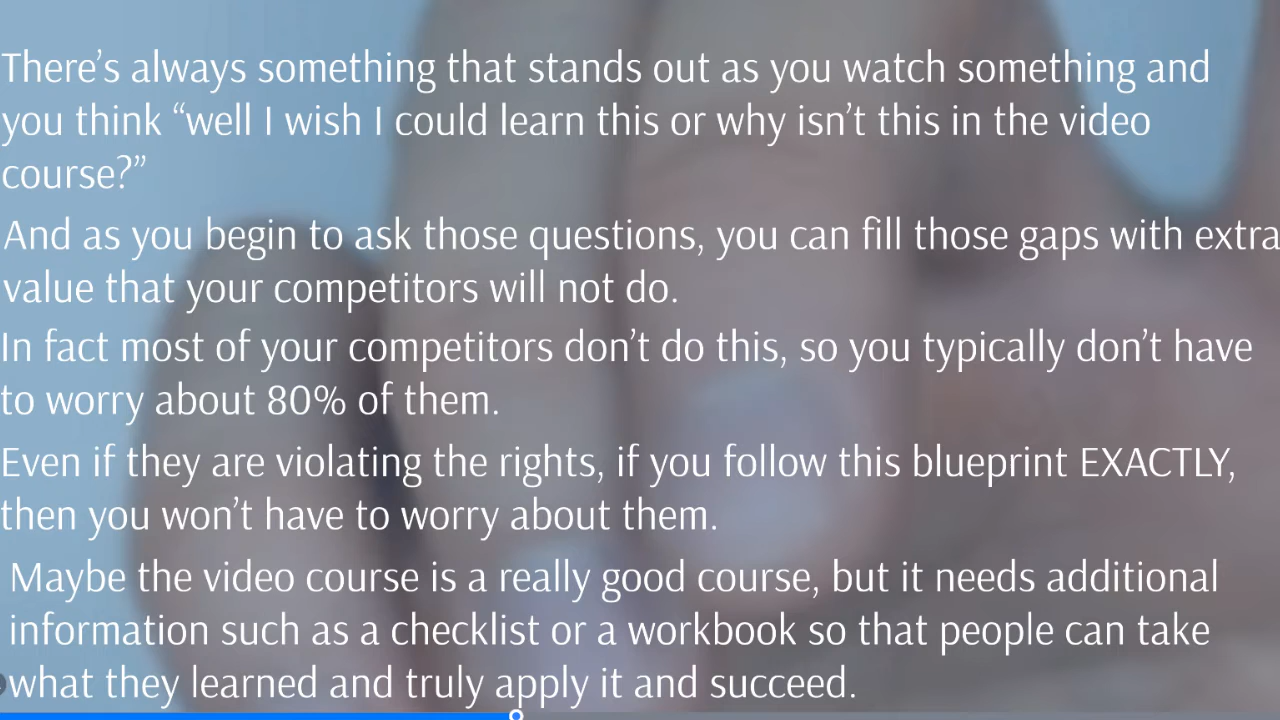 There’s always something that stands out as you watch something and
you think “well I wish I could learn this or why isn’t this in the video
course?”
And as you begin to ask those questions, you can fill those gaps with extra
value that your competitors will not do.
In fact most of your competitors don’t do this, so you typically don’t have
to worry about 80% of them.
Even if they are violating the rights, if you follow this blueprint EXACTLY,
then you won’t have to worry about them.
Maybe the video course is a really good course, but it needs additional
information such as a checklist or a workbook so that people can take
what they learned and truly apply it and succeed.